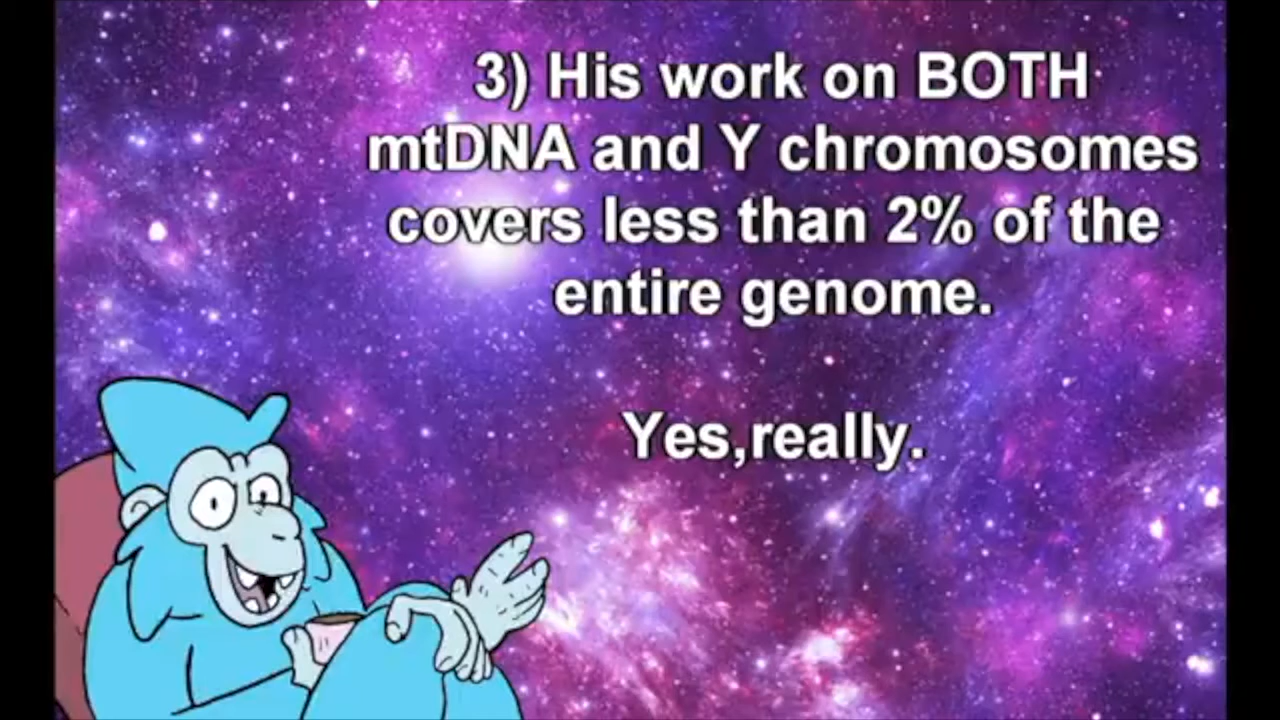 3) His work on BOTH
mtDNA and Y chromosomes
covers less than 2% of the
entire genome.
Yes,really.